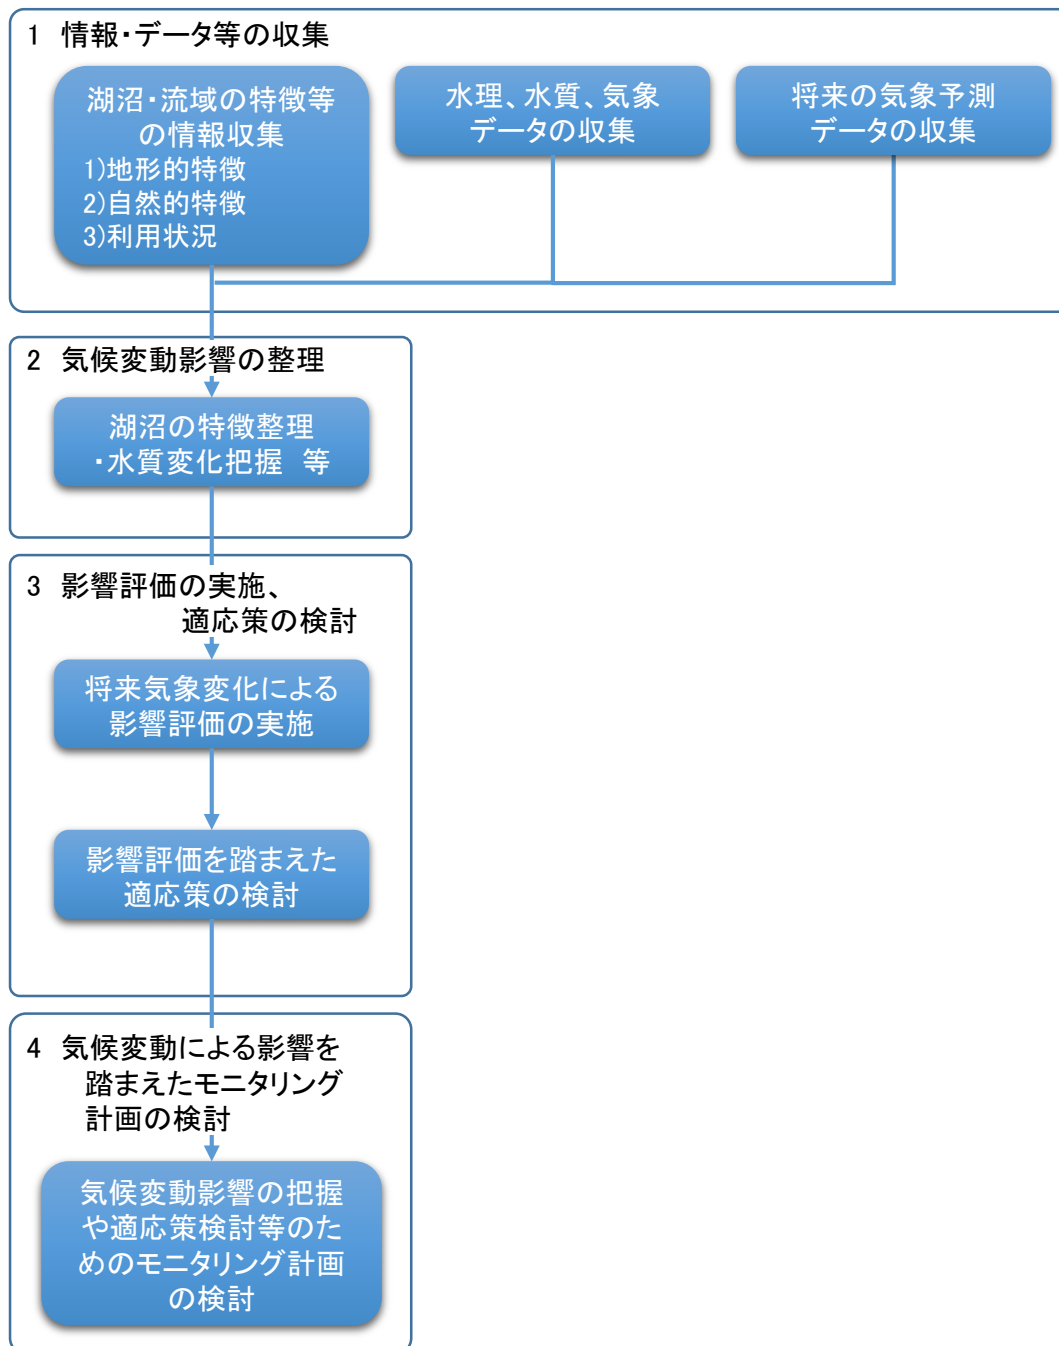 1 情報・データ等の収集
湖沼・流域の特徴等
の情報収集
1)地形的特徴
2)自然的特徴
3)利用状況
水理、水質、気象
データの収集
将来の気象予測
データの収集
2 気候変動影響の整理
湖沼の特徴整理
・水質変化把握 等
3 影響評価の実施、
適応策の検討
将来気象変化による
影響評価の実施
影響評価を踏まえた
適応策の検討
4 気候変動による影響を
踏まえたモニタリング
計画の検討
気候変動影響の把握
や適応策検討等のた
めのモニタリング計画
の検討